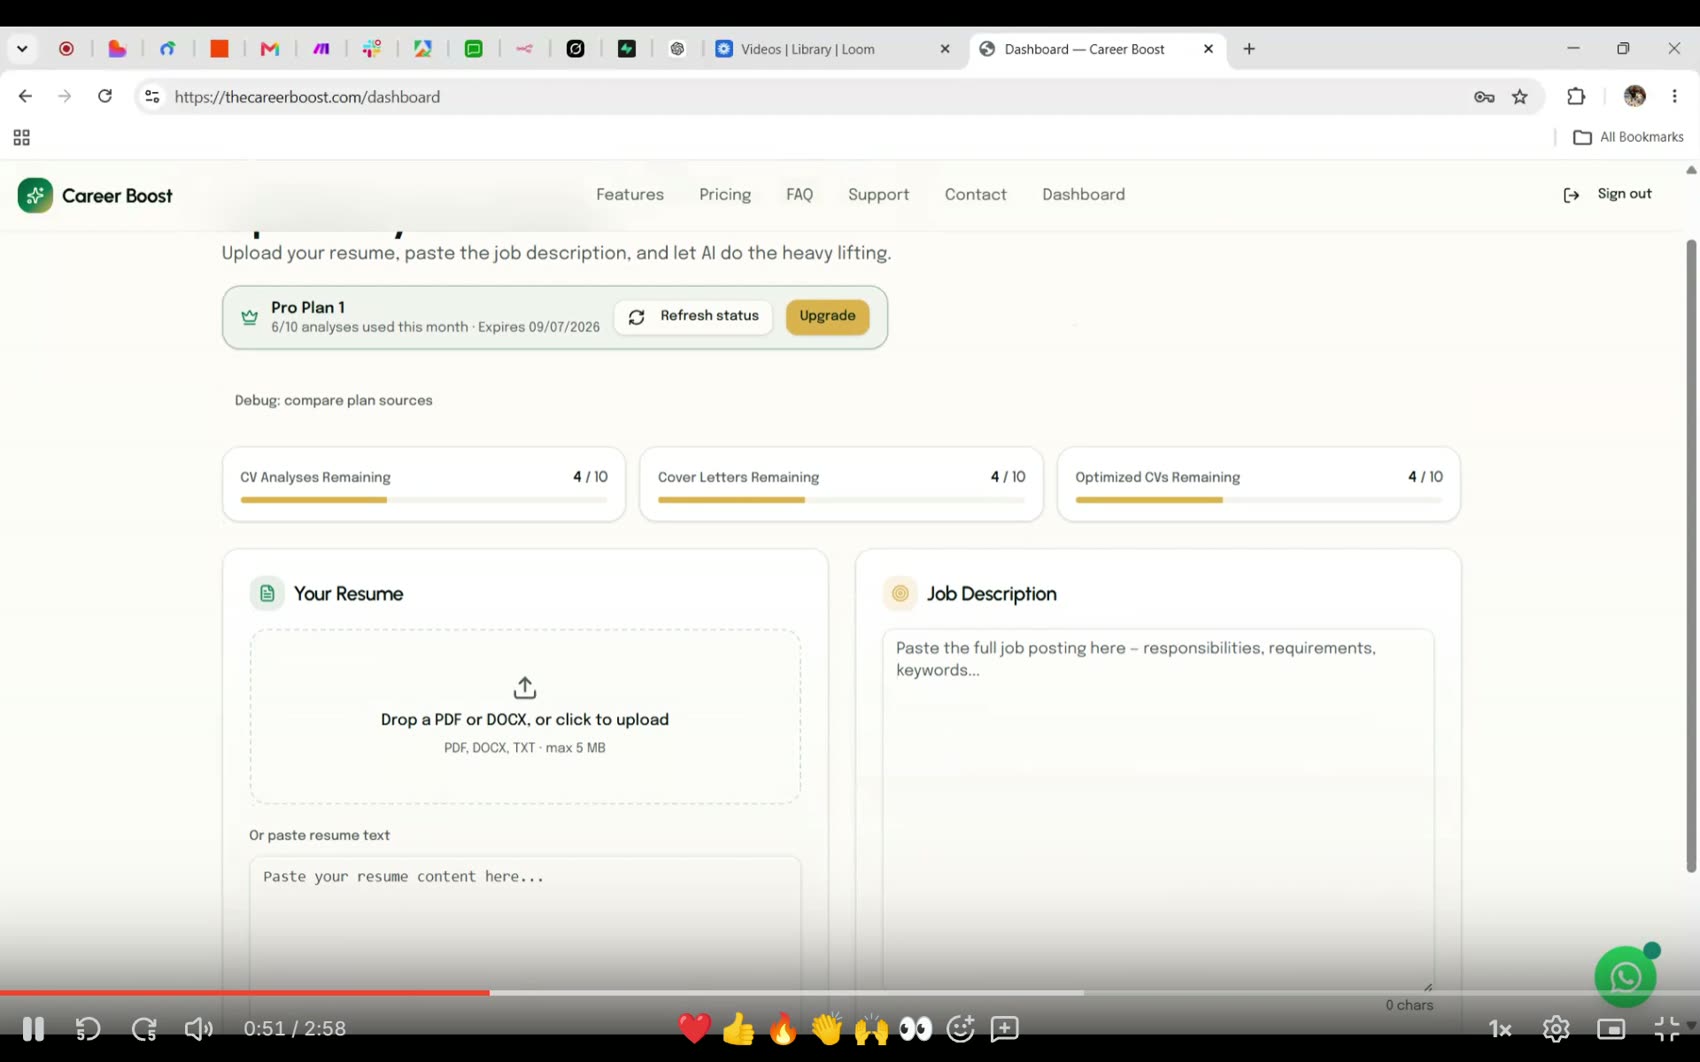 Videos | Library | Loom
Dashboard — Career Boost
https://thecareerboost.com/dashboard
All Bookmarks
Career Boost
Features
Pricing
FAQ
Support
Contact
Dashboard
Sign out
Upload your resume, paste the job description, and let AI do the heavy lifting.
Pro Plan 1
6/10 analyses used this month · Expires 09/07/2026
Refresh status
Upgrade
Debug: compare plan sources
CV Analyses Remaining
4 / 10
Cover Letters Remaining
4 / 10
Optimized CVs Remaining
4 / 10
Your Resume
Drop a PDF or DOCX, or click to upload
PDF, DOCX, TXT · max 5 MB
Or paste resume text
Paste your resume content here...
Job Description
Paste the full job posting here – responsibilities, requirements,
keywords...
0 chars
5
5
0:51 / 2:58
1x